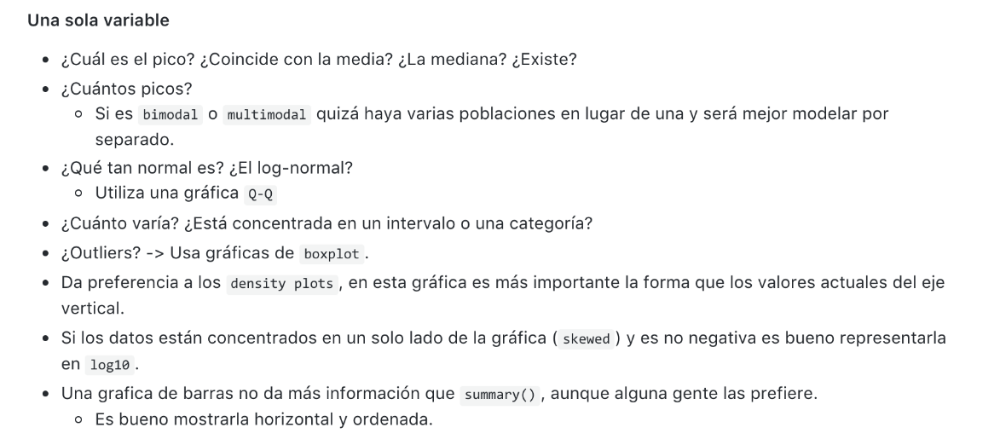 Una sola variable
¿Cuál es el pico? ¿Coincide con la media? ¿La mediana? ¿Existe?
¿Cuántos picos?
Si es bimodal o multimodal quizá haya varias poblaciones en lugar de una y será mejor modelar por
separado.
¿Qué tan normal es? ¿El log-normal?
Utiliza una gráfica Q-Q
¿Cuánto varía? ¿Está concentrada en un intervalo o una categoría?
¿Outliers? -> Usa gráficas de boxplot.
Da preferencia a los density plots, en esta gráfica es más importante la forma que los valores actuales del eje
vertical.
Si los datos están concentrados en un solo lado de la gráfica (skewed) y es no negativa es bueno representarla
en log10.
Una grafica de barras no da más información que summary(), aunque alguna gente las prefiere.
Es bueno mostrarla horizontal y ordenada.